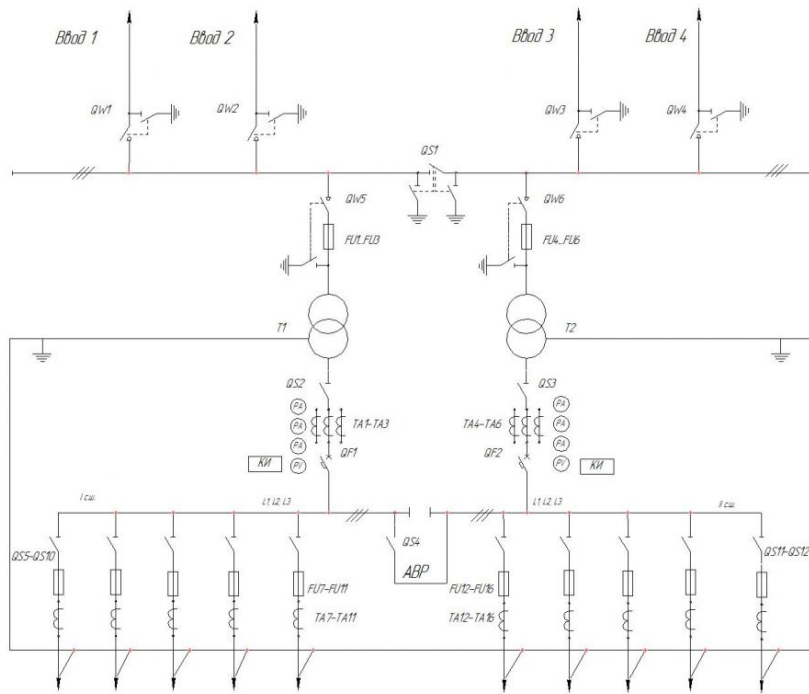 Ввод 1
Ввод 2
Ввод 3
Ввод 4
QW1
QW2
QW3
QW4
QS1
QW5
QW6
FU1..FU3
FU4..FU6
T1
T2
QS2
QS3
PA
PA
PA
PV
TA1-TA3
TA4-TA6
PA
PA
PA
PV
КИ
QF1
QF2
КИ
I с.ш.
L1, L2, L3
L1, L2, L3
II с.ш.
QS5-QS10
QS4
QS11-QS12
АВР
FU7-FU11
FU12-FU16
TA7-TA11
TA12-TA16